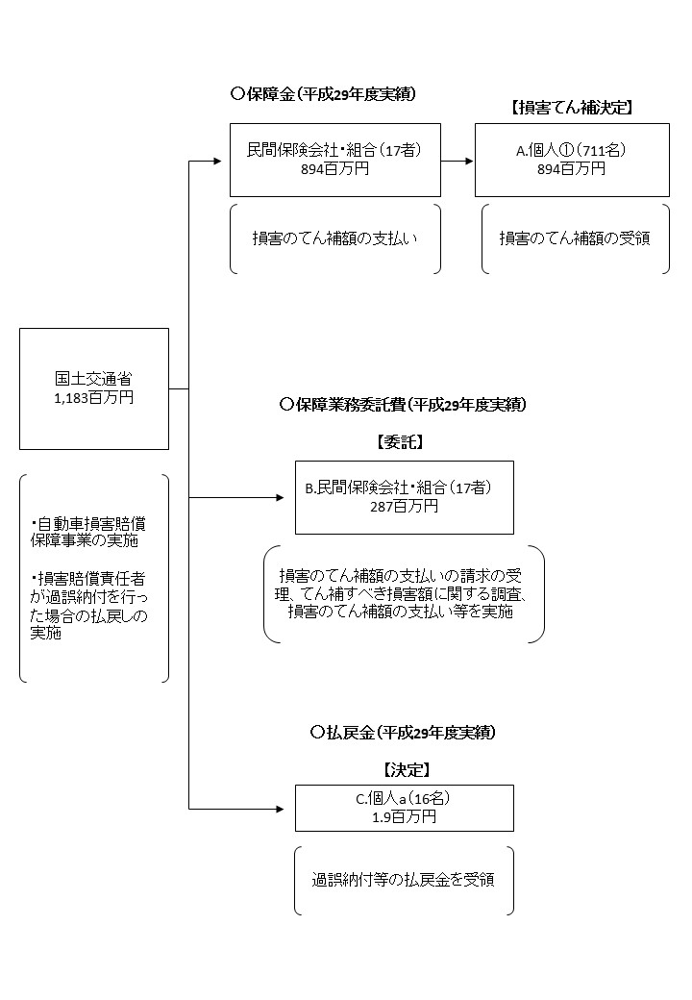 〇保障金（平成29年度実績）
【損害てん補決定】
民間保険会社・組合（17者）
894百万円
A.個人①（711名）
894百万円
損害のてん補額の支払い
損害のてん補額の受領
国土交通省
1,183百万円
・自動車損害賠償
保障事業の実施
・損害賠償責任者
が過誤納付を行っ
た場合の払戻しの
実施
〇保障業務委託費（平成29年度実績）
【委託】
B.民間保険会社・組合（17者）
287百万円
損害のてん補額の支払いの請求の受
理、てん補すべき損害額に関する調査、
損害のてん補額の支払い等を実施
〇払戻金（平成29年度実績）
【決定】
C.個人a（16名）
1.9百万円
過誤納付等の払戻金を受領